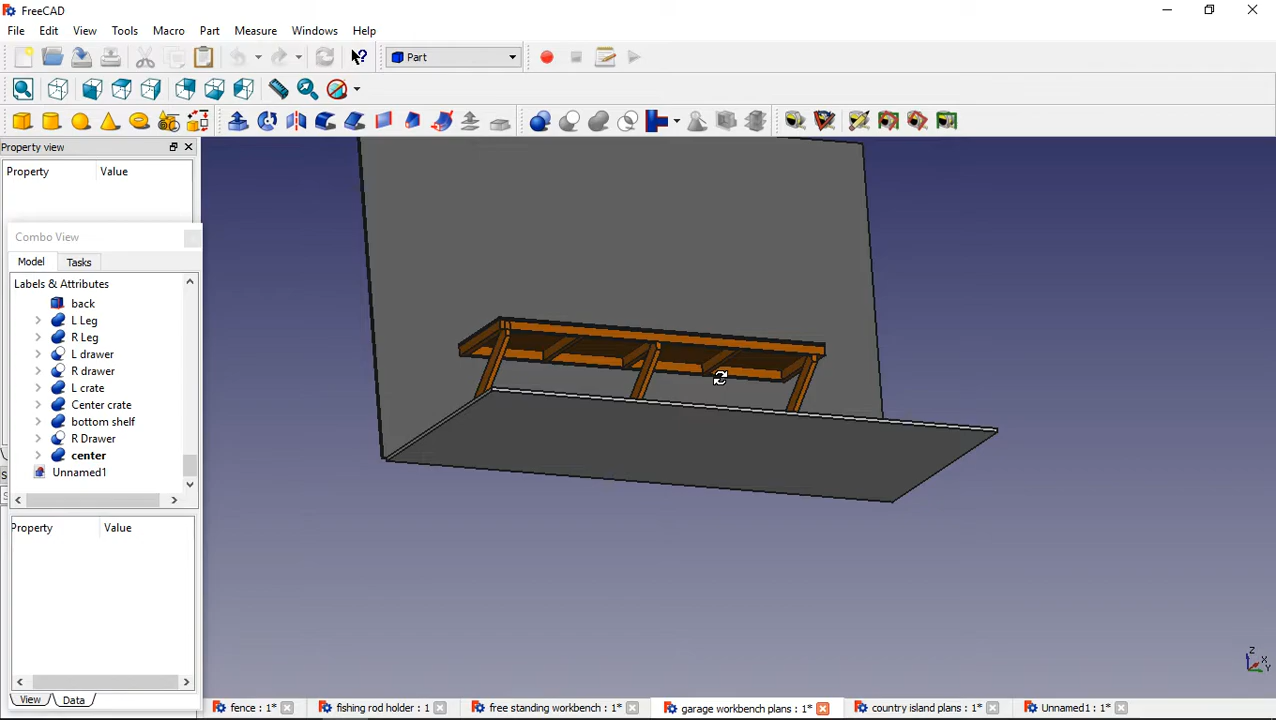 FreeCAD
File Edit View Tools Macro Part Measure Windows Help
Part
Property view
Property Value
Combo View
Model Tasks
Labels & Attributes
back
L Leg
R Leg
L drawer
R drawer
L crate
Center crate
bottom shelf
R Drawer
center
Unnamed1
Property Value
View Data
fence : 1* fishing rod holder : 1 free standing workbench : 1* garage workbench plans : 1* country island plans : 1* Unnamed1 : 1*
Z
X
Y